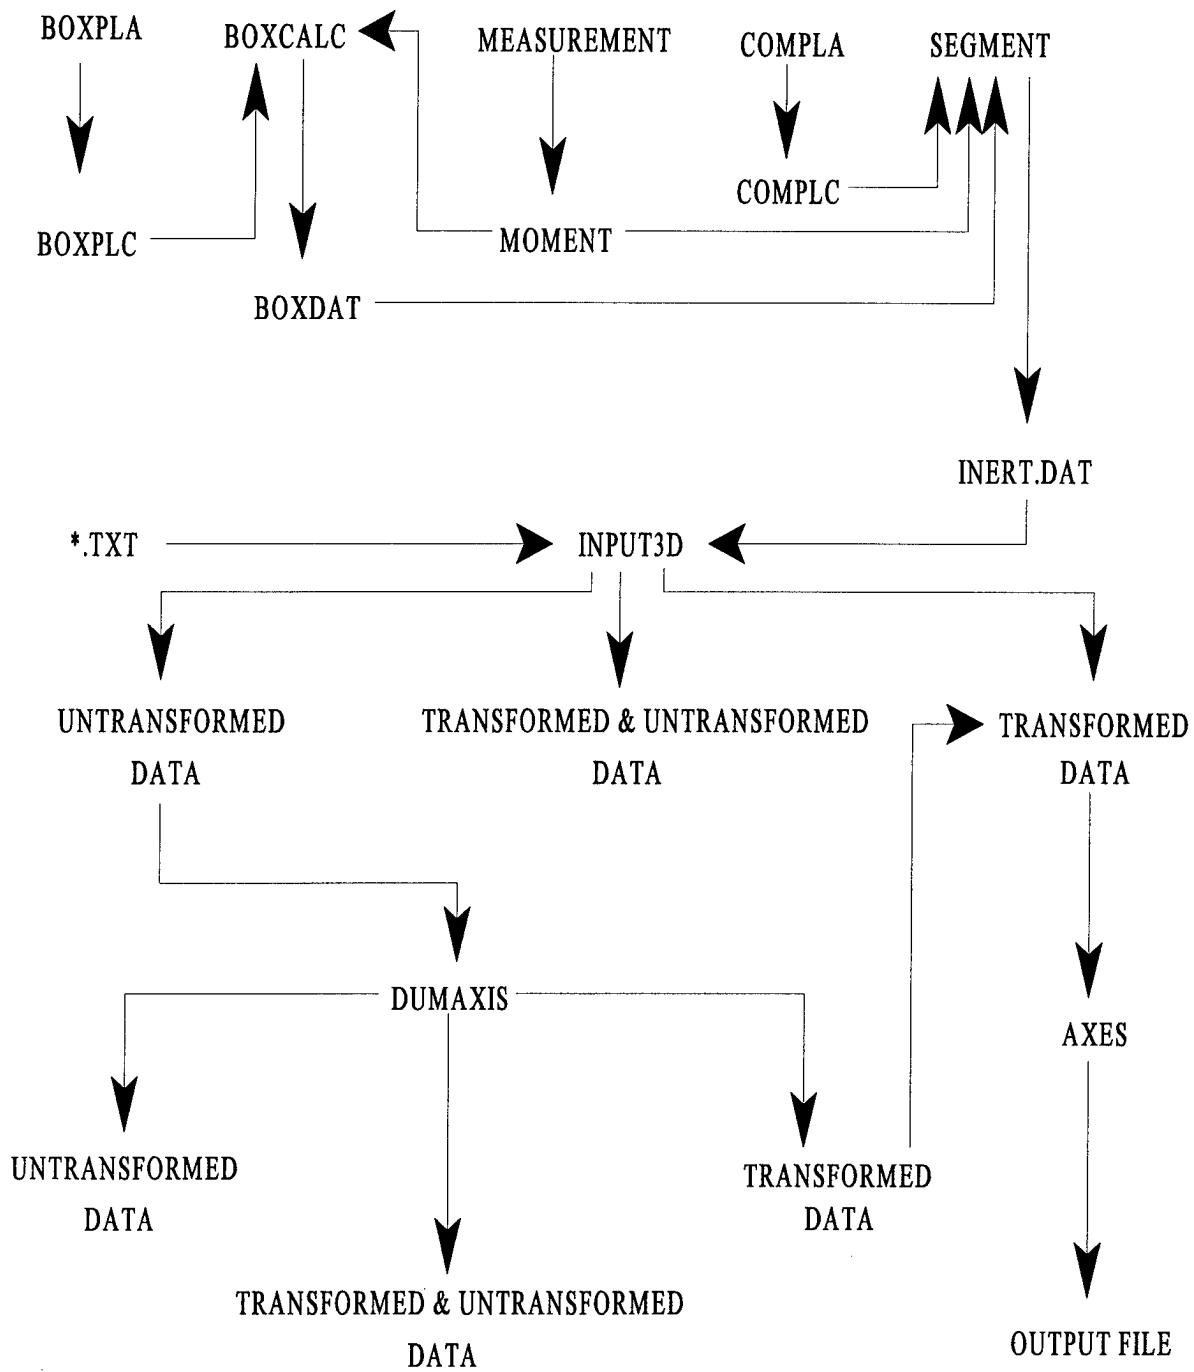 BOXPLA
BOXCALC
MEASUREMENT
COMPLA
SEGMENT
COMPLC
BOXPLC
MOMENT
BOXDAT
INERT.DAT
*.TXT
INPUT3D
UNTRANSFORMED
DATA
TRANSFORMED & UNTRANSFORMED
DATA
TRANSFORMED
DATA
DUMAXIS
AXES
UNTRANSFORMED
DATA
TRANSFORMED
DATA
TRANSFORMED & UNTRANSFORMED
DATA
OUTPUT FILE